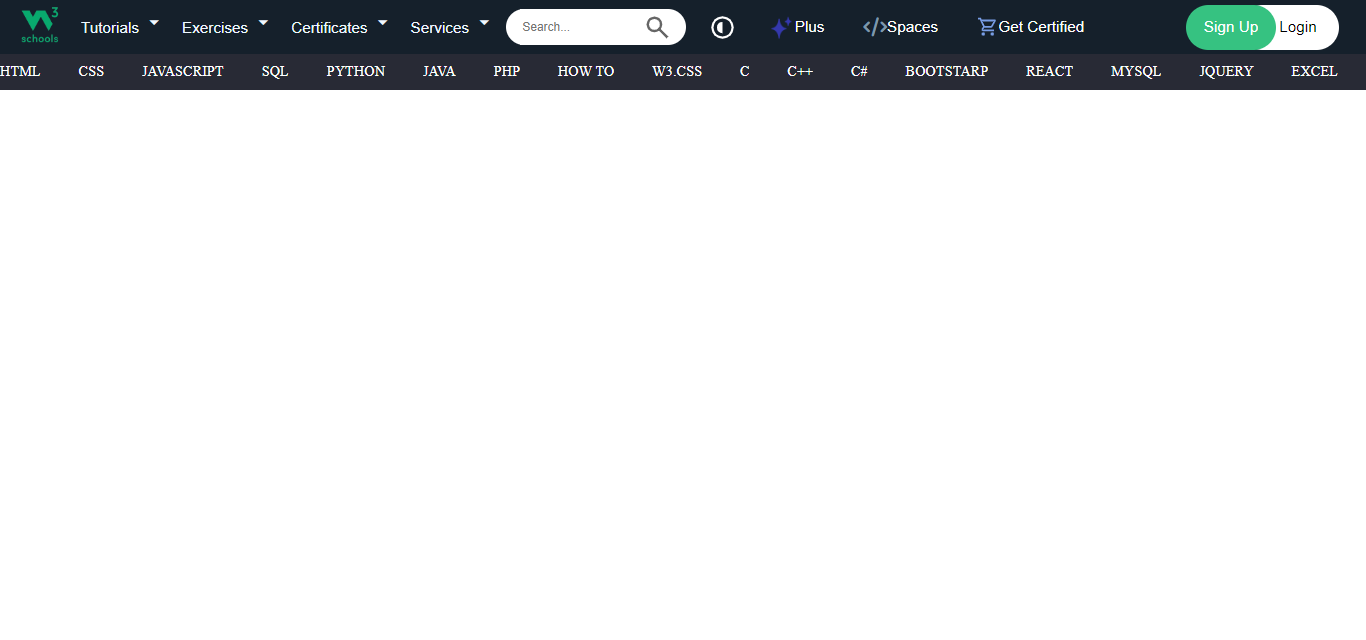 W3 schools Tutorials Exercises Certificates Services Search... Plus </>Spaces Get Certified Sign Up Login
HTML CSS JAVASCRIPT SQL PYTHON JAVA PHP HOW TO W3.CSS C C++ C# BOOTSTARP REACT MYSQL JQUERY EXCEL